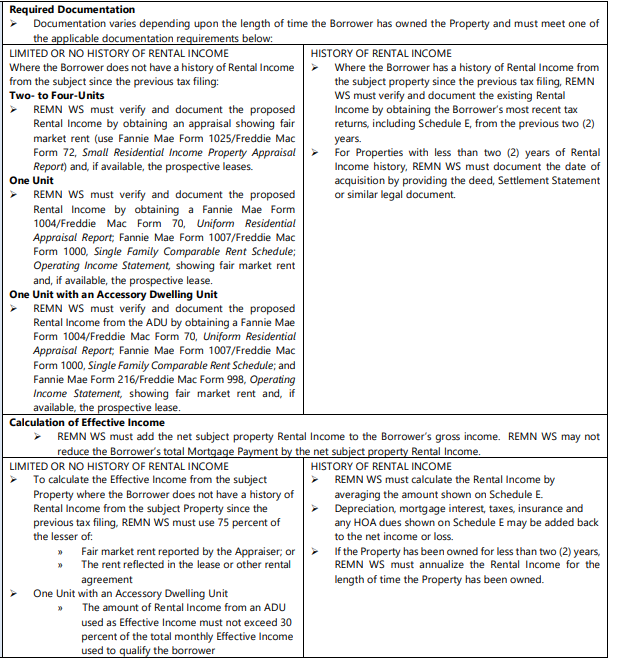 Required Documentation
➢ Documentation varies depending upon the length of time the Borrower has owned the Property and must meet one of
the applicable documentation requirements below:
LIMITED OR NO HISTORY OF RENTAL INCOME
Where the Borrower does not have a history of Rental Income
from the subject since the previous tax filing:
Two- to Four-Units
➢ REMN WS must verify and document the proposed
Rental Income by obtaining an appraisal showing fair
market rent (use Fannie Mae Form 1025/Freddie Mac
Form 72, Small Residential Income Property Appraisal
Report) and, if available, the prospective leases.
One Unit
➢ REMN WS must verify and document the proposed
Rental Income by obtaining a Fannie Mae Form
1004/Freddie Mac Form 70, Uniform Residential
Appraisal Report; Fannie Mae Form 1007/Freddie Mac
Form 1000, Single Family Comparable Rent Schedule;
Operating Income Statement, showing fair market rent
and, if available, the prospective lease.
One Unit with an Accessory Dwelling Unit
➢ REMN WS must verify and document the proposed
Rental Income from the ADU by obtaining a Fannie Mae
Form 1004/Freddie Mac Form 70, Uniform Residential
Appraisal Report; Fannie Mae Form 1007/Freddie Mac
Form 1000, Single Family Comparable Rent Schedule; and
Fannie Mae Form 216/Freddie Mac Form 998, Operating
Income Statement, showing fair market rent and, if
available, the prospective lease.
HISTORY OF RENTAL INCOME
➢ Where the Borrower has a history of Rental Income from
the subject property since the previous tax filing, REMN
WS must verify and document the existing Rental
Income by obtaining the Borrower's most recent tax
returns, including Schedule E, from the previous two (2)
years.
➢ For Properties with less than two (2) years of Rental
Income history, REMN WS must document the date of
acquisition by providing the deed, Settlement Statement
or similar legal document.
Calculation of Effective Income
➢ REMN WS must add the net subject property Rental Income to the Borrower's gross income. REMN WS may not
reduce the Borrower's total Mortgage Payment by the net subject property Rental Income.
LIMITED OR NO HISTORY OF RENTAL INCOME
➢ To calculate the Effective Income from the subject
Property where the Borrower does not have a history of
Rental Income from the subject Property since the
previous tax filing, REMN WS must use 75 percent of
the lesser of:
» Fair market rent reported by the Appraiser; or
» The rent reflected in the lease or other rental
agreement
➢ One Unit with an Accessory Dwelling Unit
» The amount of Rental Income from an ADU
used as Effective Income must not exceed 30
percent of the total monthly Effective Income
used to qualify the borrower
HISTORY OF RENTAL INCOME
➢ REMN WS must calculate the Rental Income by
averaging the amount shown on Schedule E.
➢ Depreciation, mortgage interest, taxes, insurance and
any HOA dues shown on Schedule E may be added back
to the net income or loss.
➢ If the Property has been owned for less than two (2) years,
REMN WS must annualize the Rental Income for the
length of time the Property has been owned.